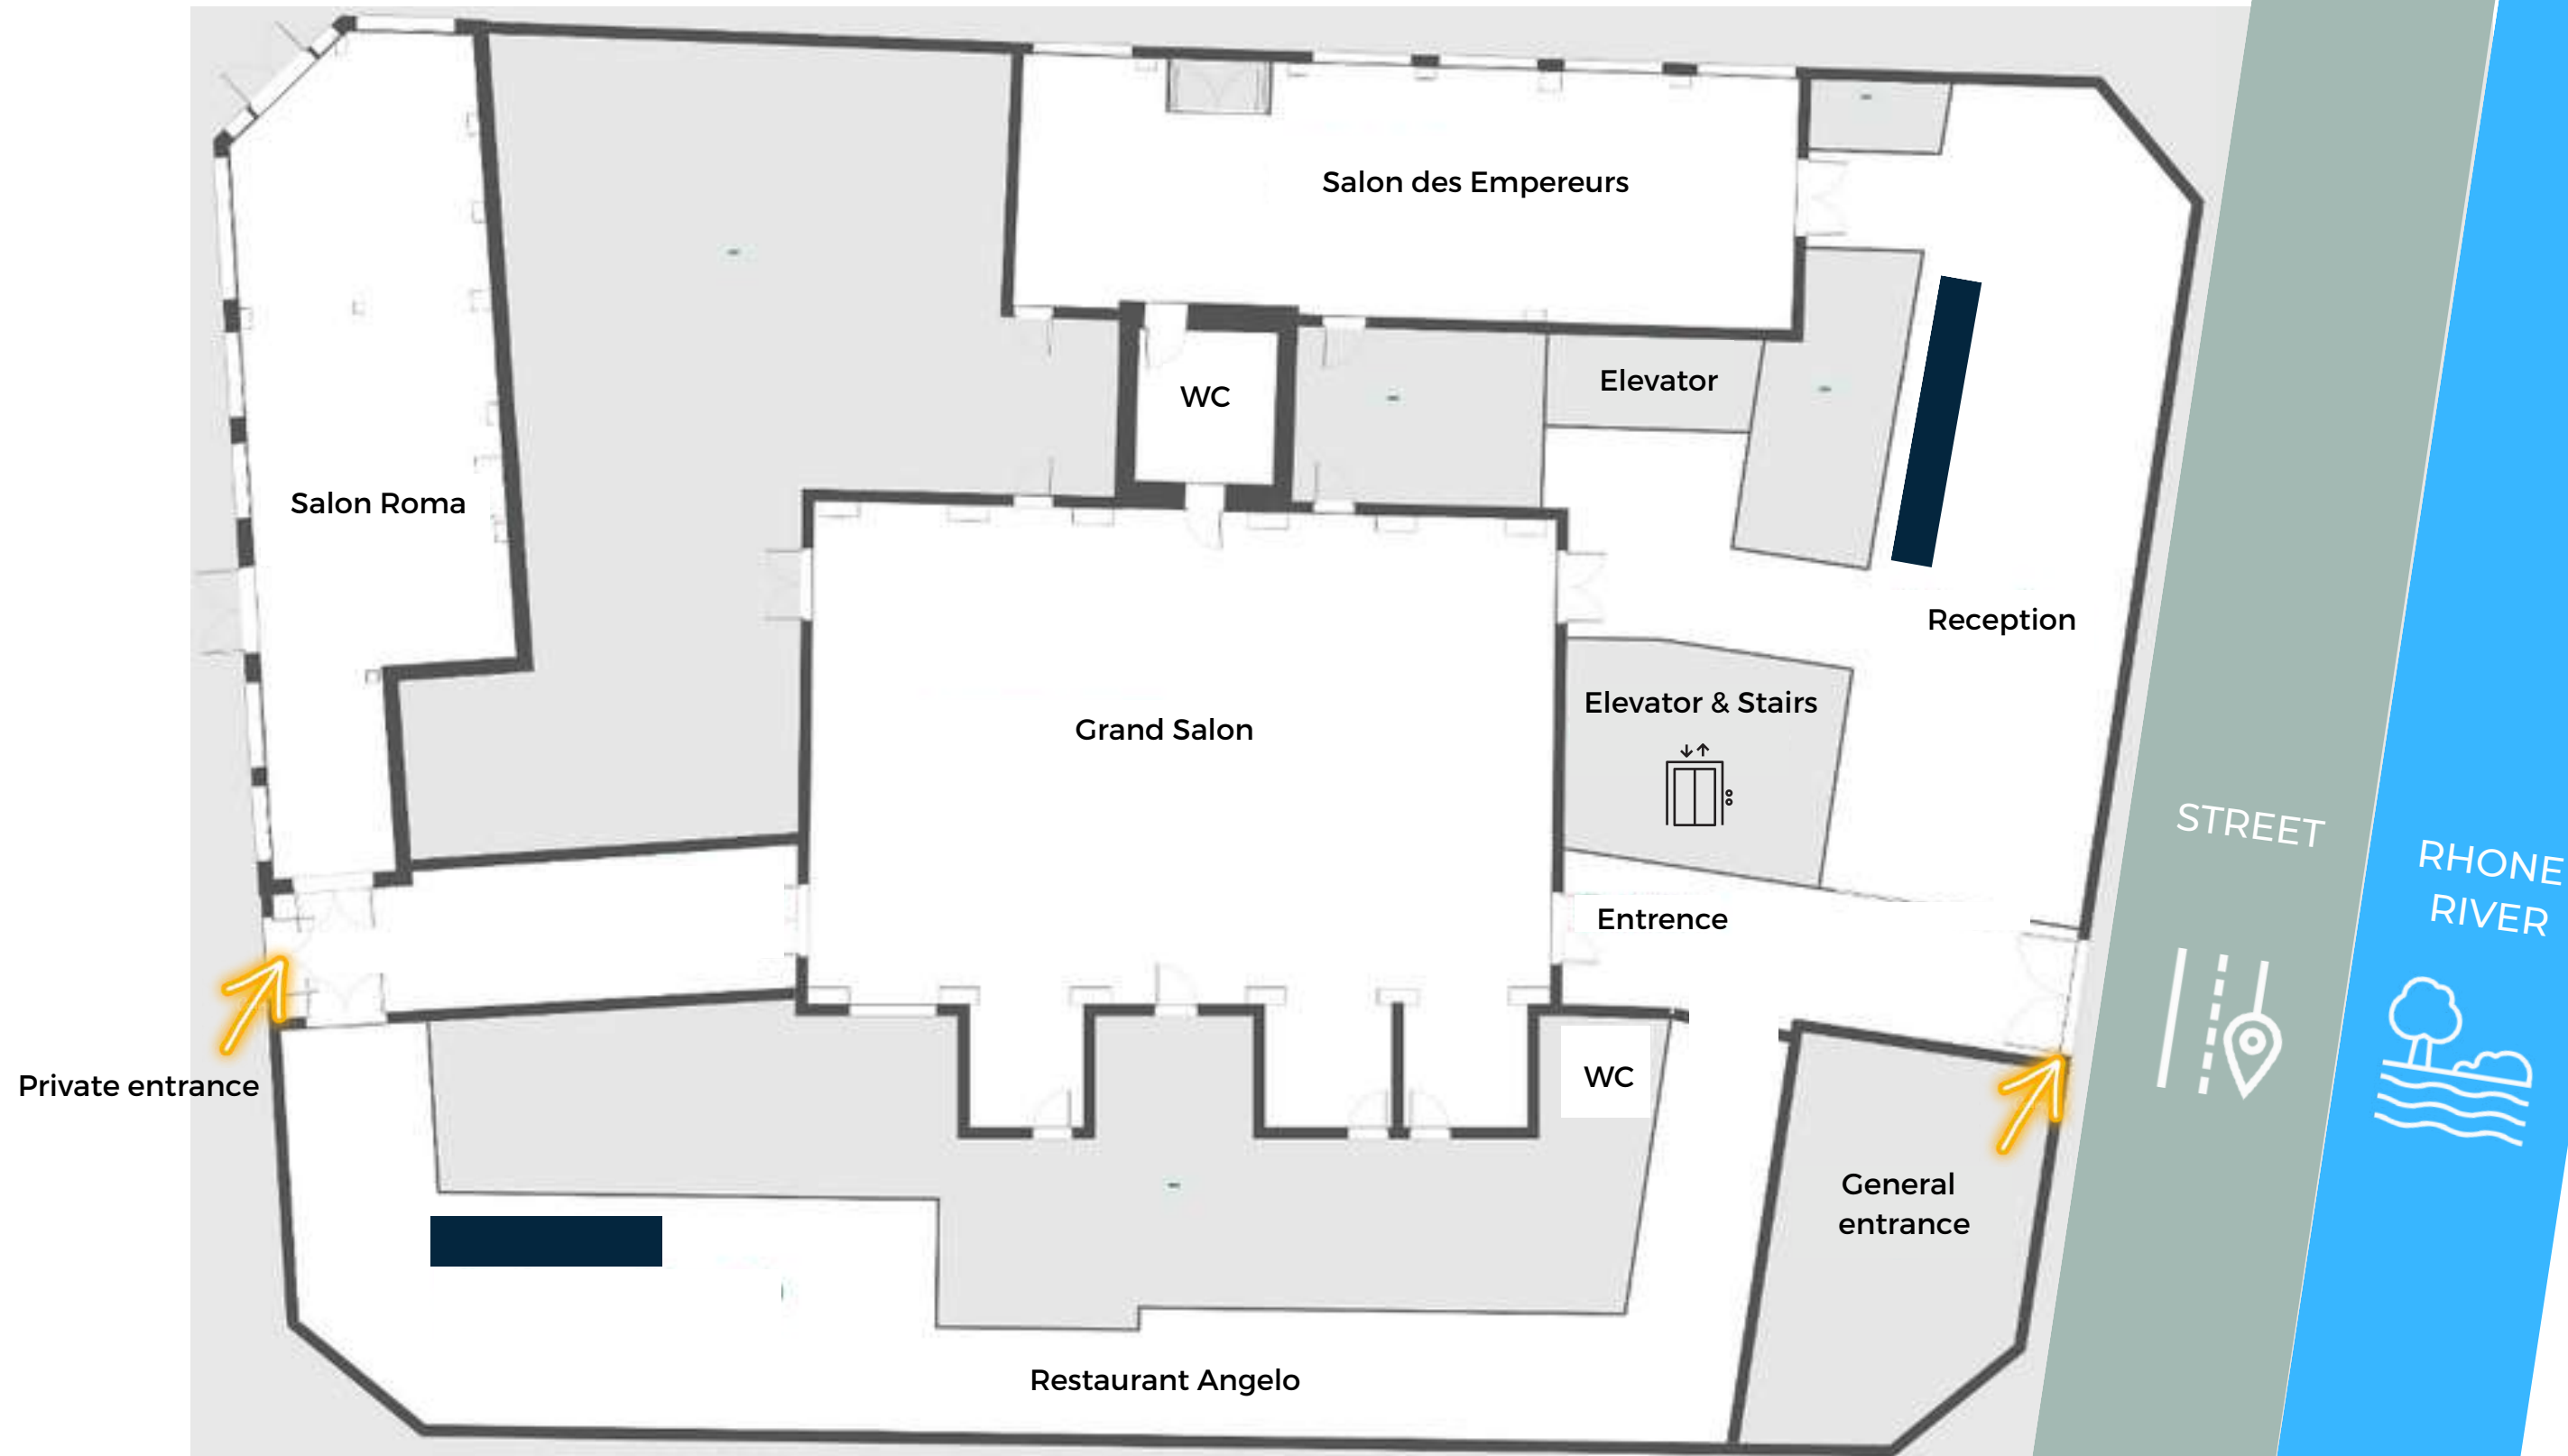 Salon des Empereurs
Elevator
WC
Salon Roma
Reception
Elevator & Stairs
Grand Salon
STREET
RHONE
RIVER
Entrence
Private entrance
WC
General
entrance
Restaurant Angelo